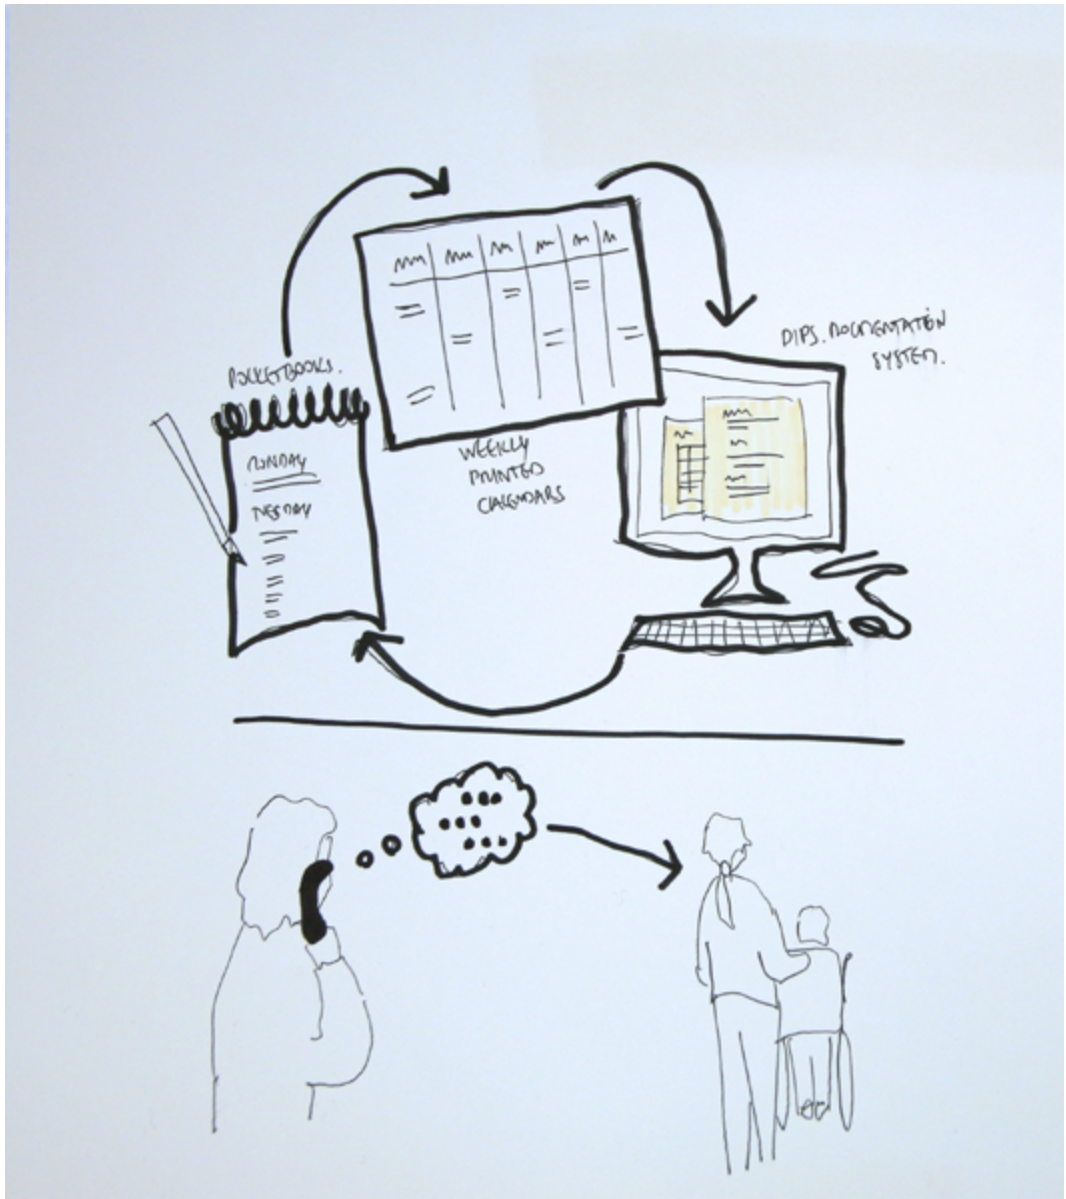 POCKETBOOKS.
MONDAY
TUESDAY
WEEKLY
PRINTED
CALENDARS
DIPS. DOCUMENTATION
SYSTEM.